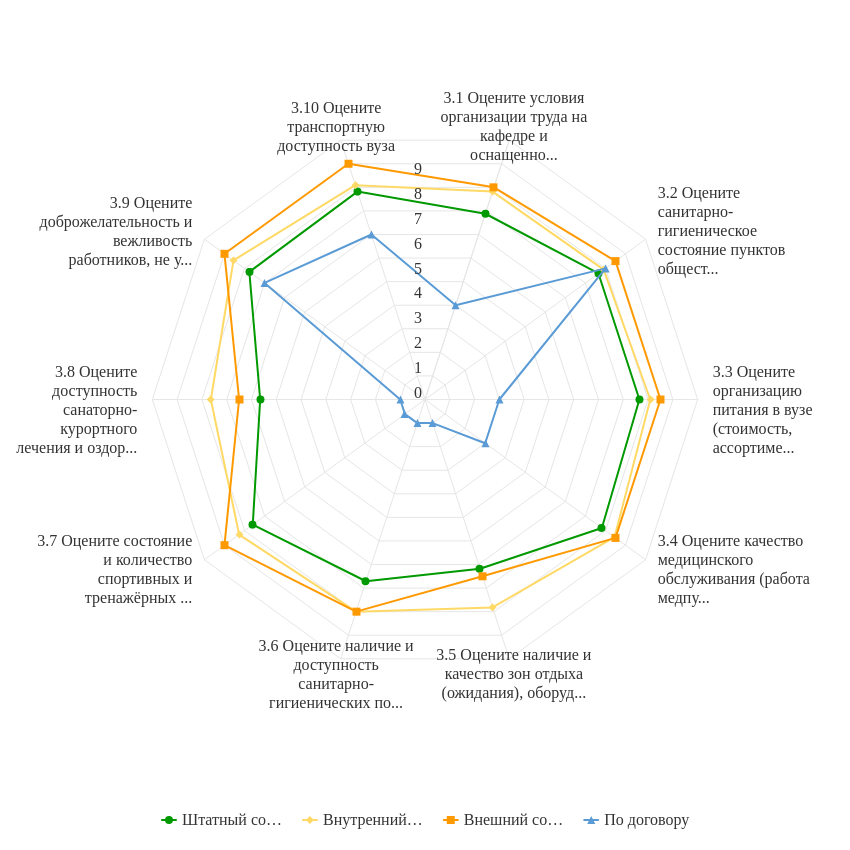 3.10 Оцените
транспортную
доступность вуза
3.1 Оцените условия
организации труда на
кафедре и
оснащенно...
3.2 Оцените
санитарно-
гигиеническое
состояние пунктов
общест...
3.3 Оцените
организацию
питания в вузе
(стоимость,
ассортиме...
3.4 Оцените качество
медицинского
обслуживания (работа
медпу...
3.5 Оцените наличие и
качество зон отдыха
(ожидания), оборуд...
3.6 Оцените наличие и
доступность
санитарно-
гигиенических по...
3.7 Оцените состояние
и количество
спортивных и
тренажёрных ...
3.8 Оцените
доступность
санаторно-
курортного
лечения и оздор...
3.9 Оцените
доброжелательность и
вежливость
работников, не у...
9
8
7
6
5
4
3
2
1
0
Штатный со… Внутренний… Внешний со… По договору